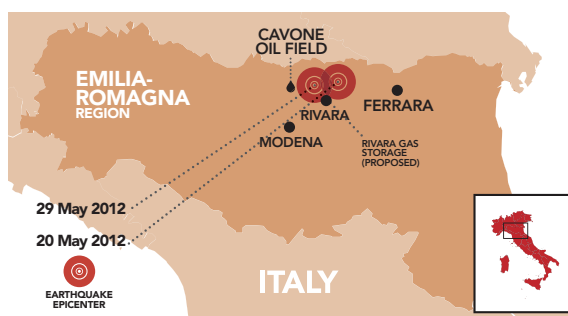 CAVONE
OIL FIELD
EMILIA-
ROMAGNA
REGION
FERRARA
RIVARA
MODENA
RIVARA GAS
STORAGE
(PROPOSED)
29 May 2012
20 May 2012
EARTHQUAKE
EPICENTER
ITALY